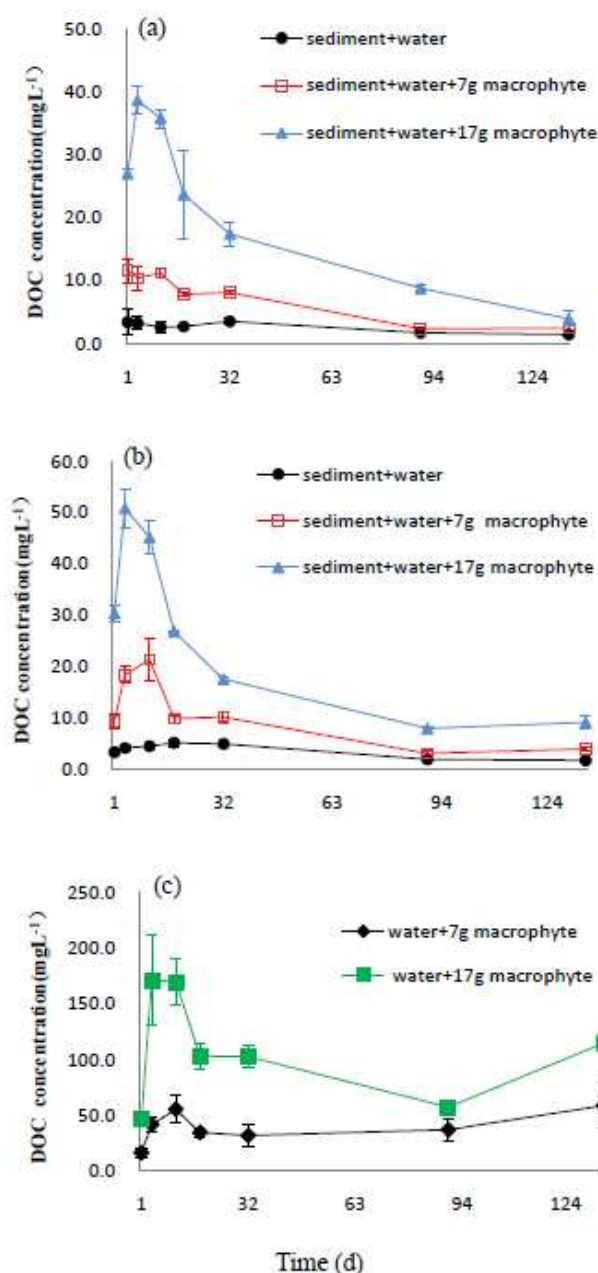 (a)
50.0
40.0
30.0
20.0
10.0
0.0
DOC concentration(mgL⁻¹)
sediment+water
sediment+water+7g macrophyte
sediment+water+17g macrophyte
1 32 63 94 124
(b)
60.0
50.0
40.0
30.0
20.0
10.0
0.0
DOC concentration(mgL⁻¹)
sediment+water
sediment+water+7g macrophyte
sediment+water+17g macrophyte
1 32 63 94 124
(c)
250.0
200.0
150.0
100.0
50.0
0.0
DOC concentration(mgL⁻¹)
water+7g macrophyte
water+17g macrophyte
1 32 63 94 124
Time (d)